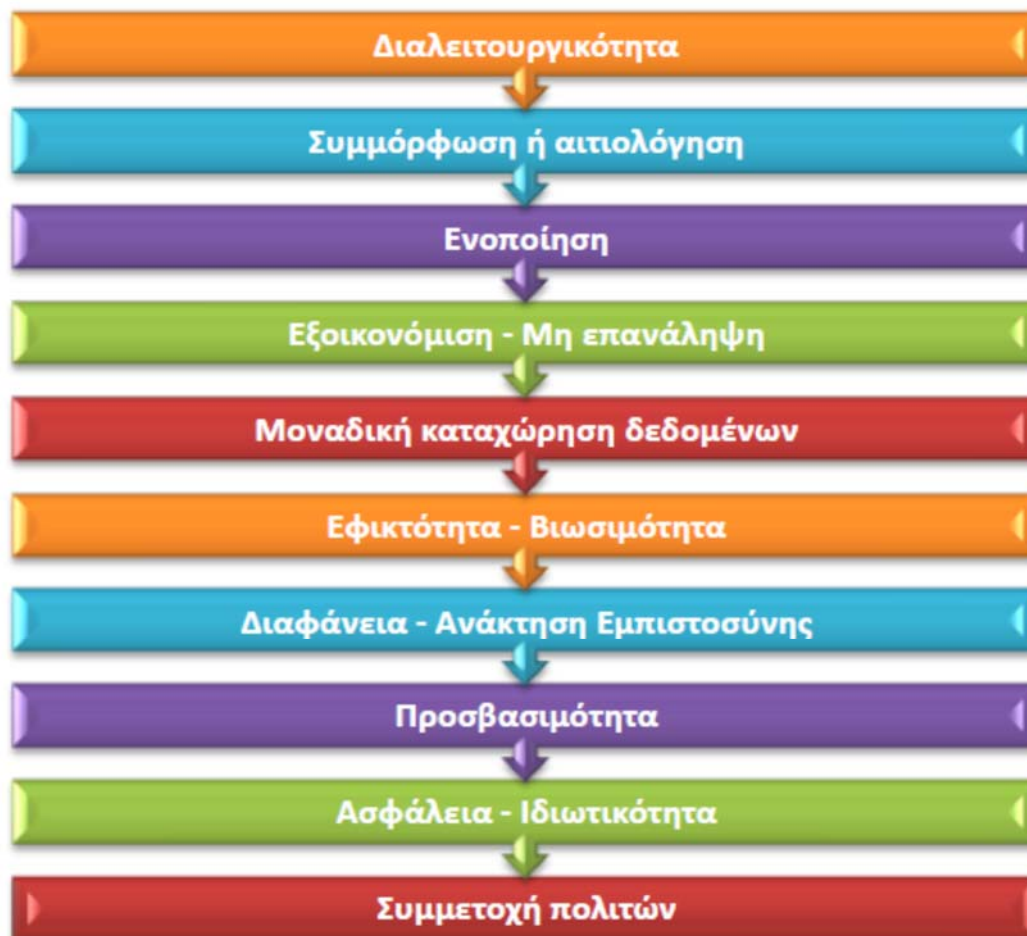 Διαλειτουργικότητα
Συμμόρφωση ή αιτιολόγηση
Ενοποίηση
Εξοικονόμιση - Μη επανάληψη
Μοναδική καταχώρηση δεδομένων
Εφικτότητα - Βιωσιμότητα
Διαφάνεια - Ανάκτηση Εμπιστοσύνης
Προσβασιμότητα
Ασφάλεια - Ιδιωτικότητα
Συμμετοχή πολιτών